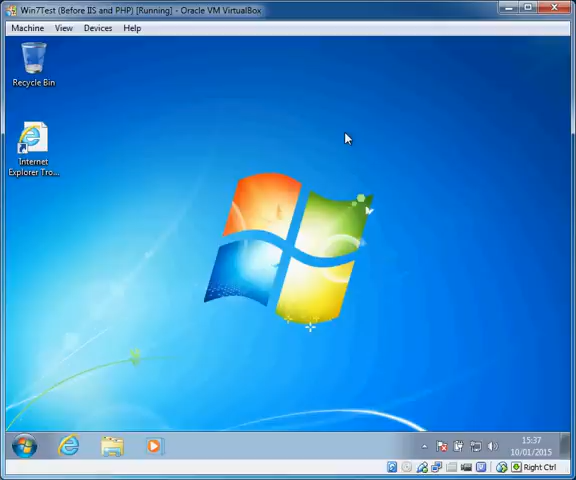 Win7Test (Before IIS and PHP) [Running] - Oracle VM VirtualBox
Machine View Devices Help
Recycle Bin
Internet
Explorer Tro...
15:37
10/01/2015
Right Ctrl